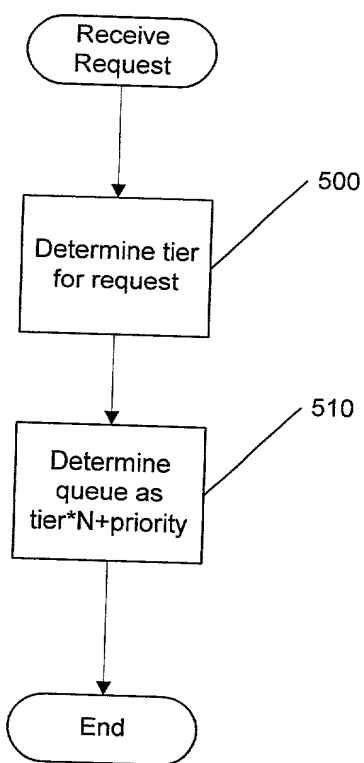 Receive
Request
500
Determine tier
for request
510
Determine
queue as
tier*N+priority
End